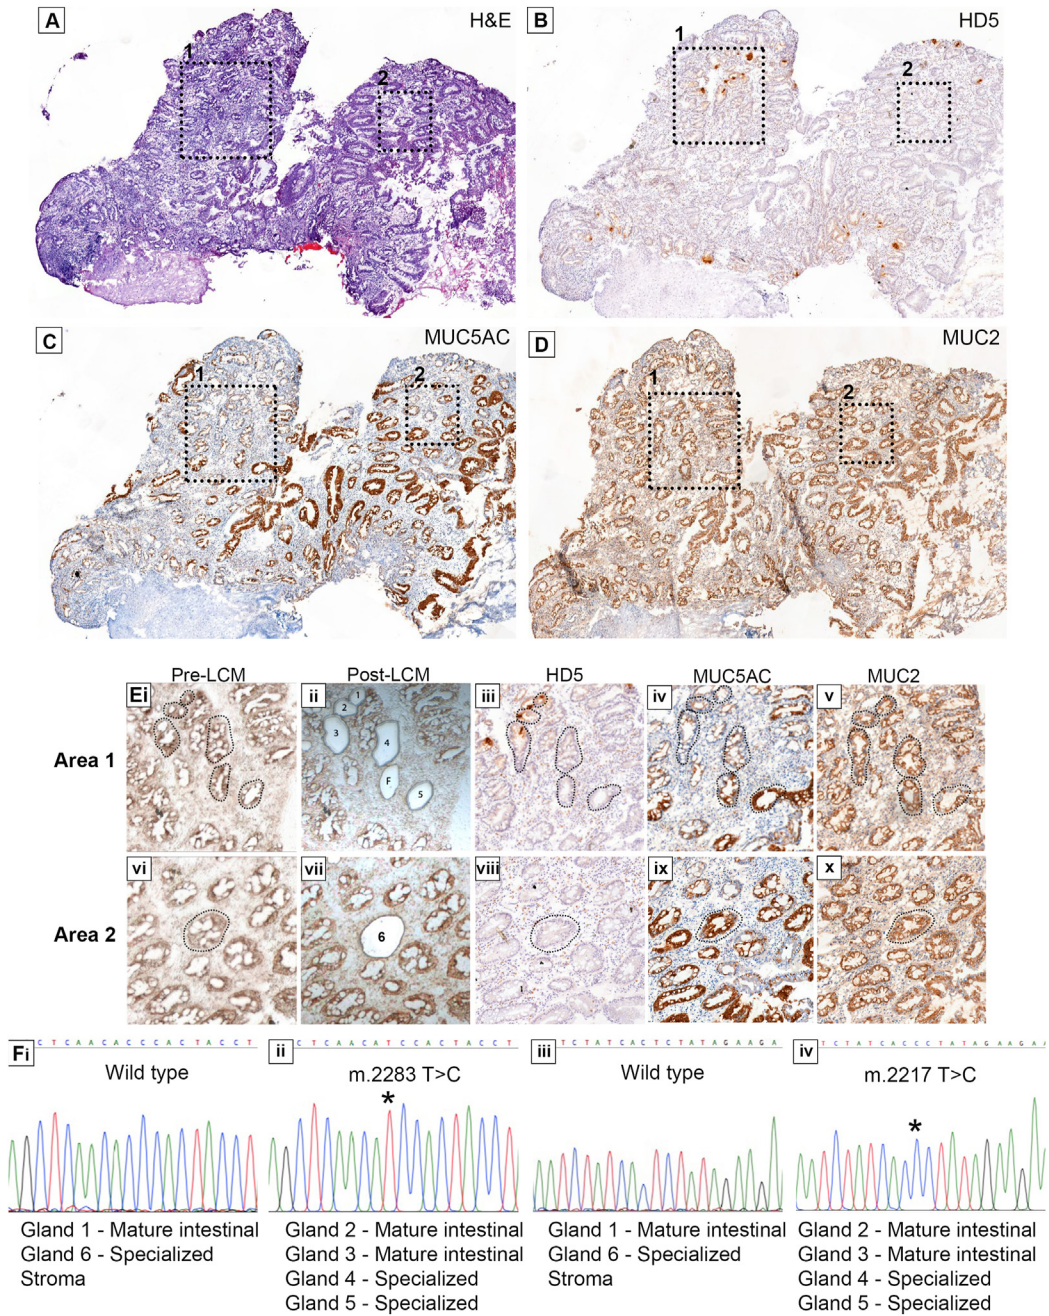 A
H&E
1
2
B
HD5
1
2
C
MUC5AC
1
2
D
MUC2
1
2
Pre-LCM
Post-LCM
HD5
MUC5AC
MUC2
Ei
ii
iii
iv
v
Area 1
1
2
3
4
F
5
vi
vii
viii
ix
x
Area 2
6
Fi
C T C A A C A C C C A C T A C C T
Wild type
ii
C T C A A C A T C C A C T A C C T
m.2283 T>C
*
iii
T C T A T C A C T C T A T A G A A G A
Wild type
iv
T C T A T C A C C C T A T A G A A G A
m.2217 T>C
*
Gland 1 - Mature intestinal
Gland 6 - Specialized
Stroma
Gland 2 - Mature intestinal
Gland 3 - Mature intestinal
Gland 4 - Specialized
Gland 5 - Specialized
Gland 1 - Mature intestinal
Gland 6 - Specialized
Stroma
Gland 2 - Mature intestinal
Gland 3 - Mature intestinal
Gland 4 - Specialized
Gland 5 - Specialized